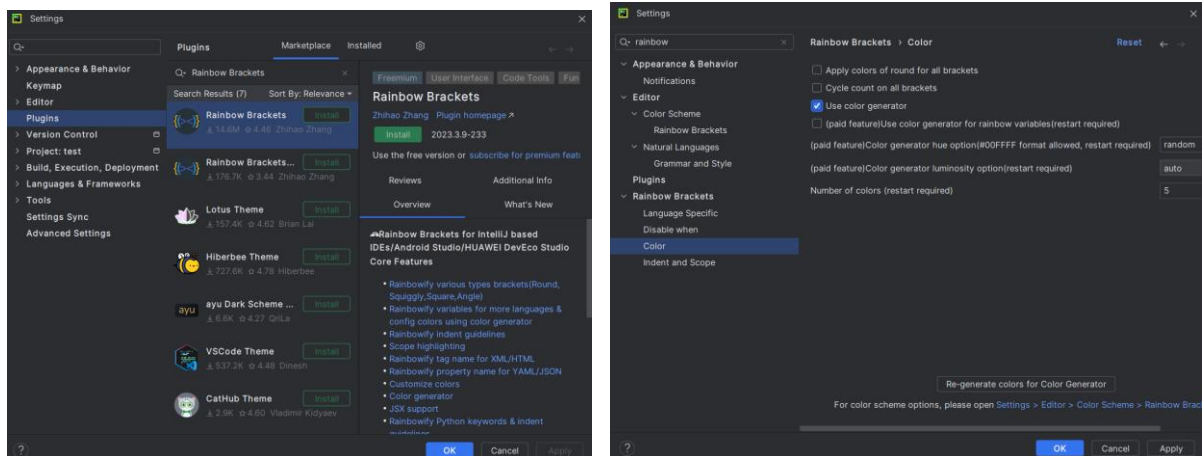 Settings
Appearance & Behavior
Keymap
Editor
Plugins
Version Control
Project: test
Build, Execution, Deployment
Languages & Frameworks
Tools
Settings Sync
Advanced Settings
Plugins
Marketplace
Installed
Rainbow Brackets
Search Results (7)
Sort By: Relevance
Rainbow Brackets
Install
14.6M 4.46 Zhihao Zhang
Rainbow Brackets...
Install
176.7K 3.44 Zhihao Zhang
Lotus Theme
Install
157.4K 4.62 Brian Lai
Hiberbee Theme
Install
727.6K 4.78 Hiberbee
ayu
ayu Dark Scheme ...
Install
6.6K 4.27 QriLa
VSCode Theme
Install
537.2K 4.48 Dinesh
CatHub Theme
Install
2.9K 4.60 Vladimir Kidyaev
Freemium
User Interface
Code Tools
Fun
Rainbow Brackets
Zhihao Zhang Plugin homepage
Install
2023.3.9-233
Use the free version or subscribe for premium feat
Reviews
Additional Info
Overview
What's New
Rainbow Brackets for IntelliJ based
IDEs/Android Studio/HUAWEI DevEco Studio
Core Features
• Rainbowify various types brackets(Round,
Squiggly,Square,Angle)
• Rainbowify variables for more languages &
config colors using color generator
• Rainbowify indent guidelines
• Scope highlighting
• Rainbowify tag name for XML/HTML
• Rainbowify property name for YAML/JSON
• Customize colors
• Color generator
• JSX support
• Rainbowify Python keywords & indent
?
OK
Cancel
Apply
Settings
rainbow
Appearance & Behavior
Notifications
Editor
Color Scheme
Rainbow Brackets
Natural Languages
Grammar and Style
Plugins
Rainbow Brackets
Language Specific
Disable when
Color
Indent and Scope
Rainbow Brackets › Color
Reset
Apply colors of round for all brackets
Cycle count on all brackets
Use color generator
(paid feature)Use color generator for rainbow variables(restart required)
(paid feature)Color generator hue option(#00FFFF format allowed, restart required)
random
(paid feature)Color generator luminosity option(restart required)
auto
Number of colors (restart required)
5
Re-generate colors for Color Generator
For color scheme options, please open Settings > Editor > Color Scheme > Rainbow Brac
?
OK
Cancel
Apply